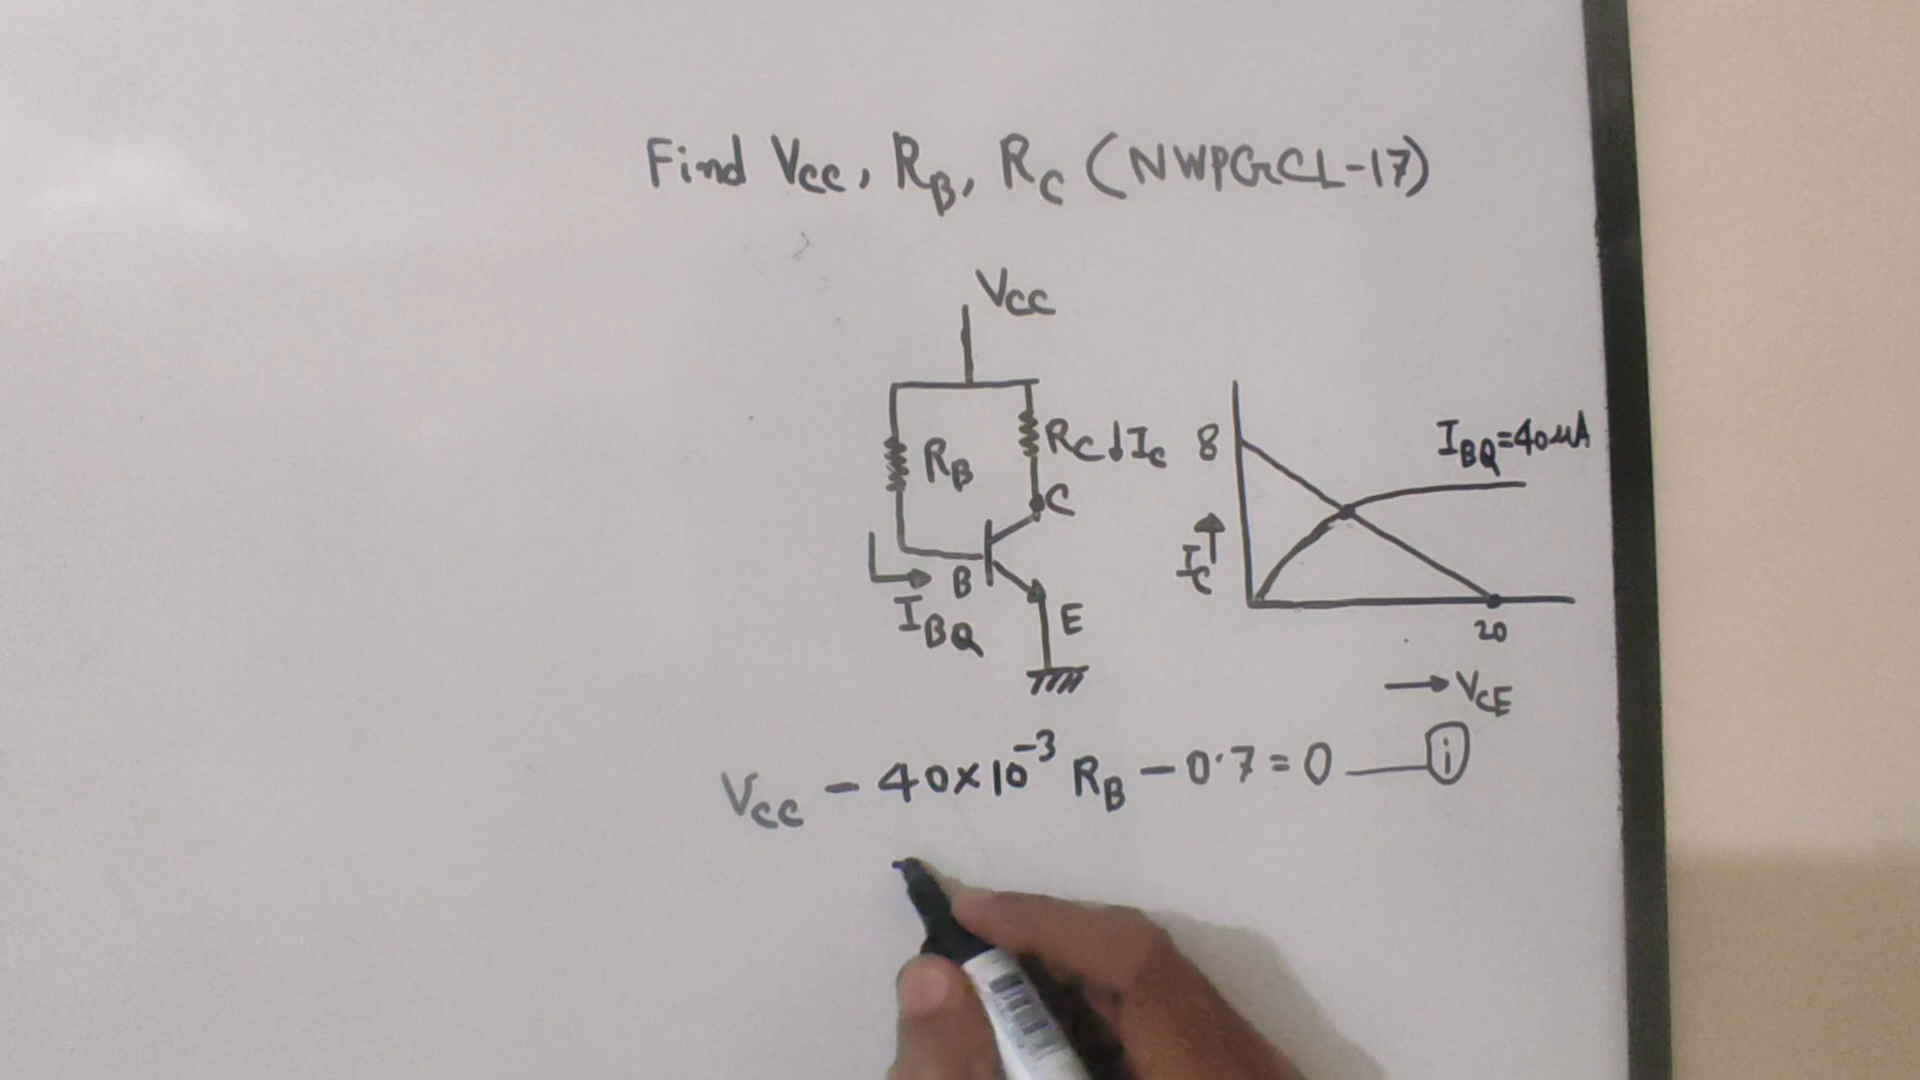 Find Vcc, RB, RC (NWPGCL-17)
Vcc
RB
RC ↓Ic
C
B
E
IBQ
8
IBQ=40μA
Ic
20
→ VCE
Vcc - 40×10⁻³ RB - 0.7 = 0 — (i)